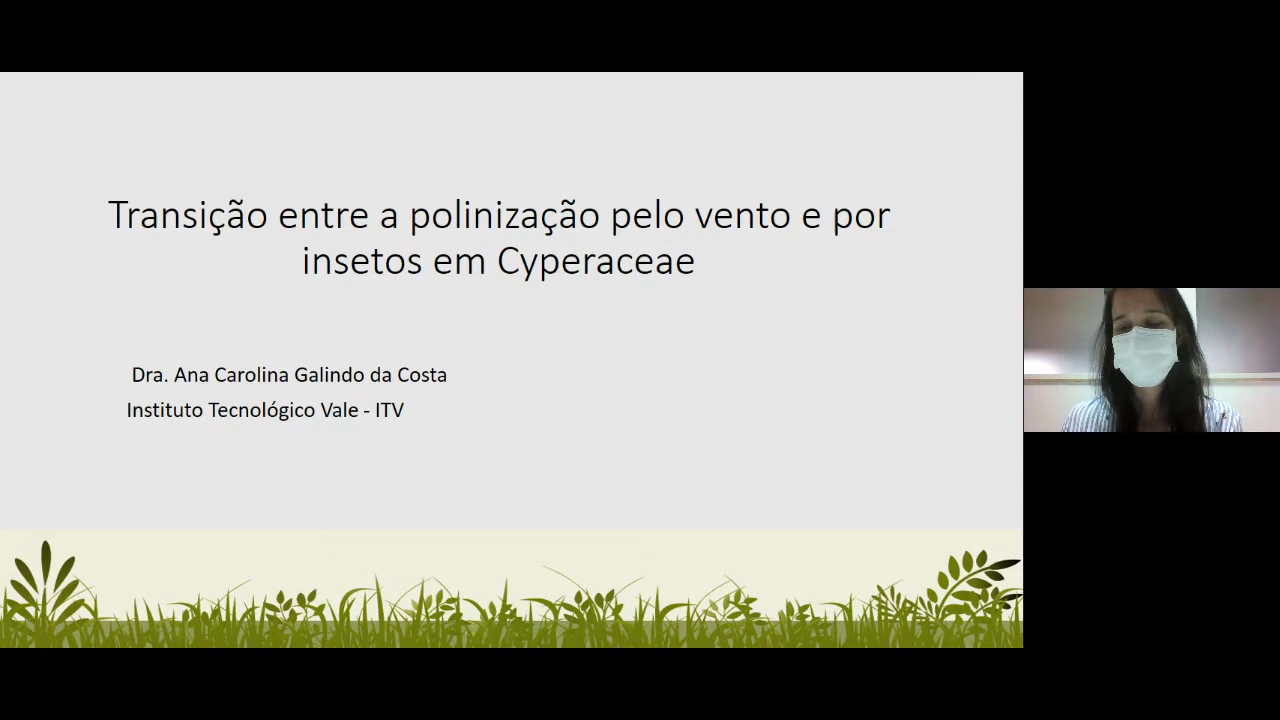 Transição entre a polinização pelo vento e por
insetos em Cyperaceae
Dra. Ana Carolina Galindo da Costa
Instituto Tecnológico Vale - ITV